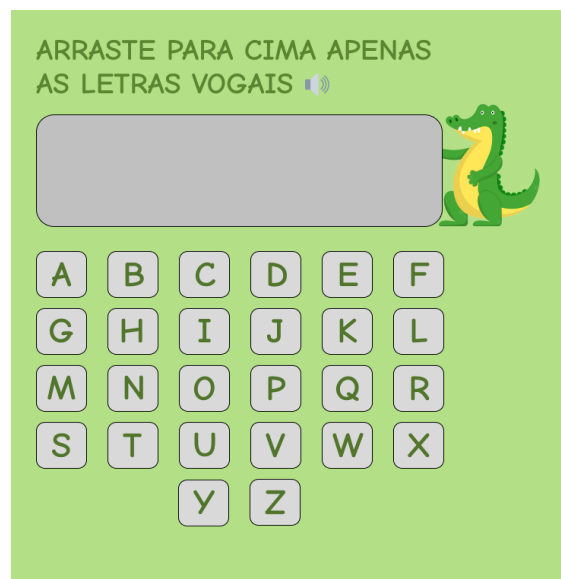 ARRASTE PARA CIMA APENAS
AS LETRAS VOGAIS
A B C D E F
G H I J K L
M N O P Q R
S T U V W X
Y Z